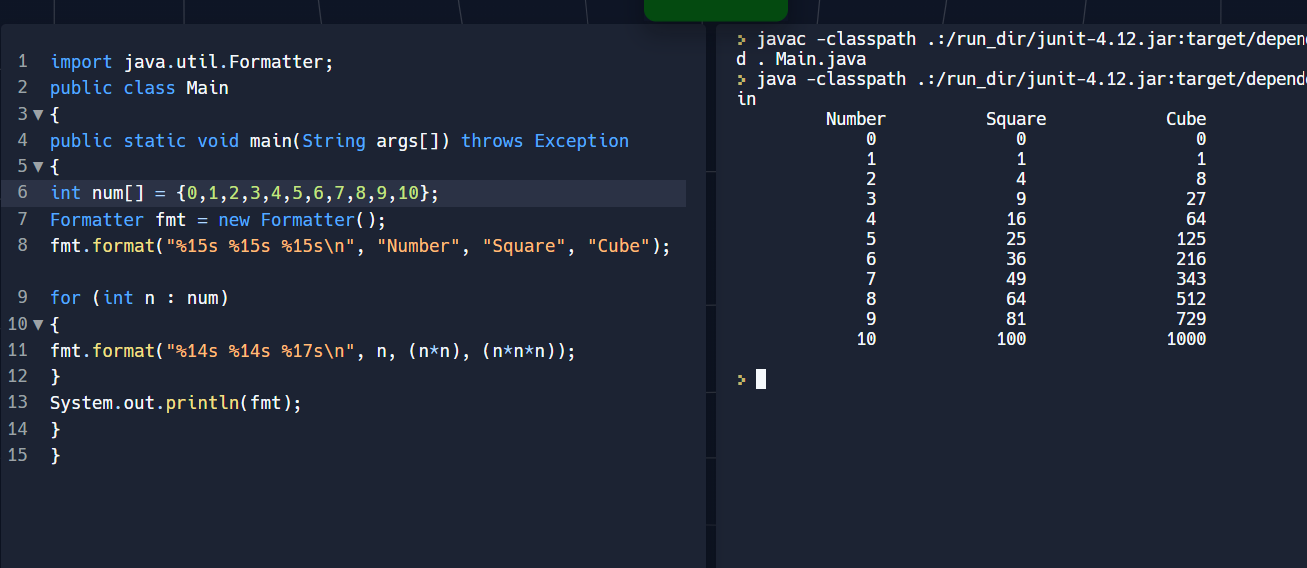 1 import java.util.Formatter;
2 public class Main
3 {
4 public static void main(String args[]) throws Exception
5 {
6 int num[] = {0,1,2,3,4,5,6,7,8,9,10};
7 Formatter fmt = new Formatter();
8 fmt.format("%15s %15s %15s\n", "Number", "Square", "Cube");
9 for (int n : num)
10 {
11 fmt.format("%14s %14s %17s\n", n, (n*n), (n*n*n));
12 }
13 System.out.println(fmt);
14 }
15 }
> javac -classpath .:/run_dir/junit-4.12.jar:target/depen
d . Main.java
> java -classpath .:/run_dir/junit-4.12.jar:target/depend
in
Number Square Cube
0 0 0
1 1 1
2 4 8
3 9 27
4 16 64
5 25 125
6 36 216
7 49 343
8 64 512
9 81 729
10 100 1000
>